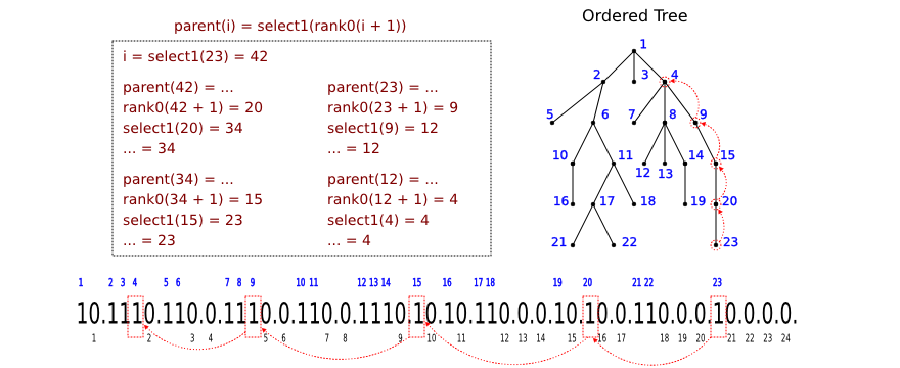 parent(i) = select1(rank0(i + 1))
Ordered Tree
i = select1(23) = 42
parent(42) = ...
rank0(42 + 1) = 20
select1(20) = 34
... = 34
parent(23) = ...
rank0(23 + 1) = 9
select1(9) = 12
... = 12
parent(34) = ...
rank0(34 + 1) = 15
select1(15) = 23
... = 23
parent(12) = ...
rank0(12 + 1) = 4
select1(4) = 4
... = 4
1
2 3 4
5 6 7 8 9
10 11 12 13 14 15
16 17 18 19 20
21 22 23
1 2 3 4 5 6 7 8 9 10 11 12 13 14 15 16 17 18 19 20 21 22 23
10.1110.110.0.1110.0.110.0.1110.10.10.110.0.0.10.10.0.110.0.0.10.0.0.0.
1 2 3 4 5 6 7 8 9 10 11 12 13 14 15 16 17 18 19 20 21 22 23 24